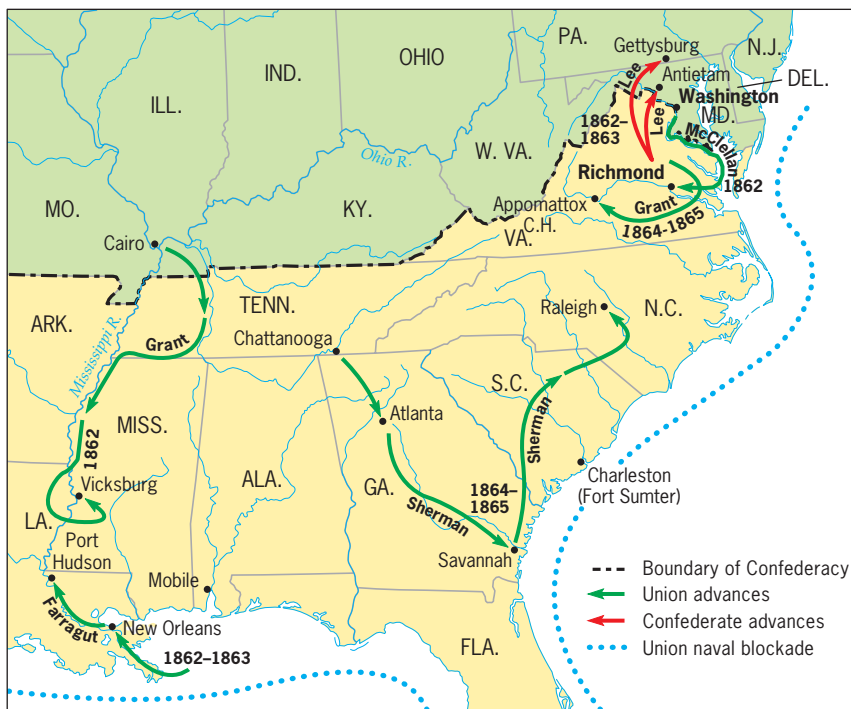 PA.
Gettysburg
N.J.
OHIO
IND.
Lee
Antietam
DEL.
ILL.
Washington
MD.
1862–
1863
Lee
McClellan
Ohio R.
W. VA.
Richmond
1862
MO.
KY.
Appomattox
C.H.
Grant
1864-1865
VA.
Cairo
TENN.
Raleigh
N.C.
ARK.
Mississippi R.
Grant
Chattanooga
S.C.
MISS.
Atlanta
Sherman
1862
ALA.
GA.
Charleston
(Fort Sumter)
Vicksburg
1864–
1865
Sherman
LA.
Port
Hudson
Savannah
Mobile
Farragut
New Orleans
FLA.
1862–1863
Boundary of Confederacy
Union advances
Confederate advances
Union naval blockade